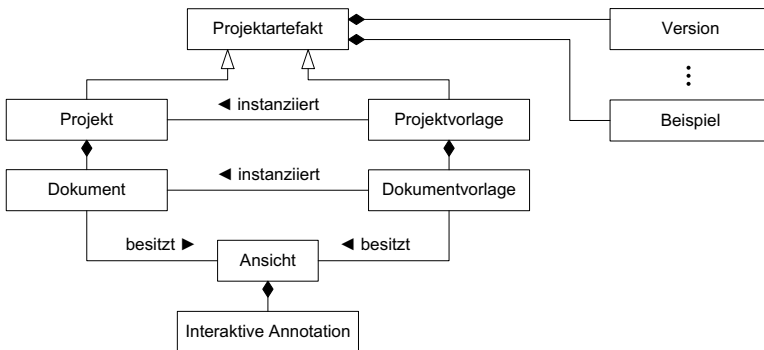 Projektartefakt
Version
Projekt
◄ instanziiert
Projektvorlage
Beispiel
Dokument
◄ instanziiert
Dokumentvorlage
besitzt ►
Ansicht
◄ besitzt
Interaktive Annotation